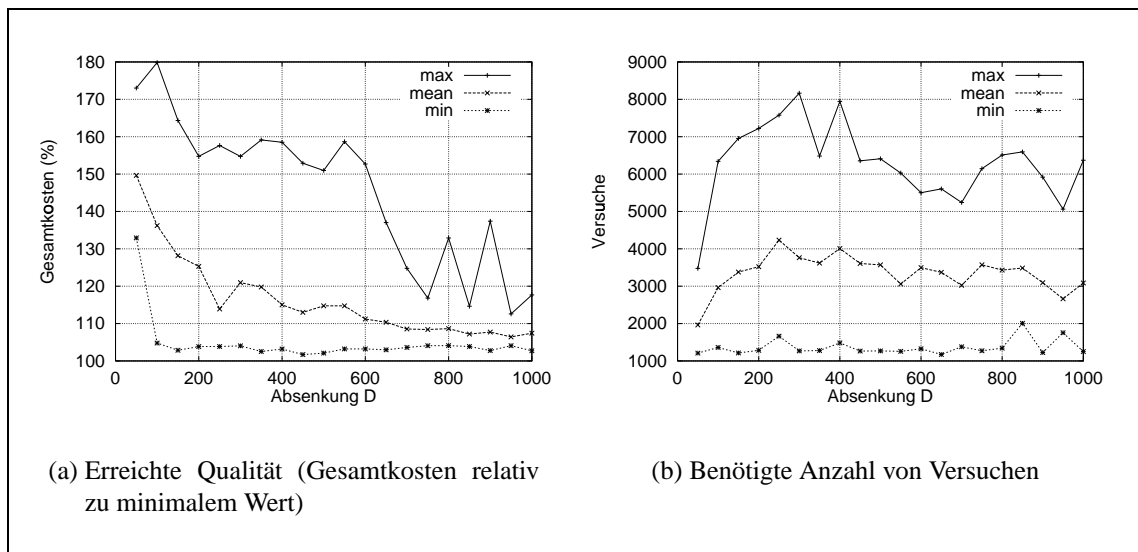 180
170
160
150
140
130
120
110
100
0
200
400
600
800
1000
Gesamtkosten (%)
Absenkung D
max
mean
min
9000
8000
7000
6000
5000
4000
3000
2000
1000
0
200
400
600
800
1000
Versuche
Absenkung D
max
mean
min
(a) Erreichte Qualität (Gesamtkosten relativ
zu minimalem Wert)
(b) Benötigte Anzahl von Versuchen